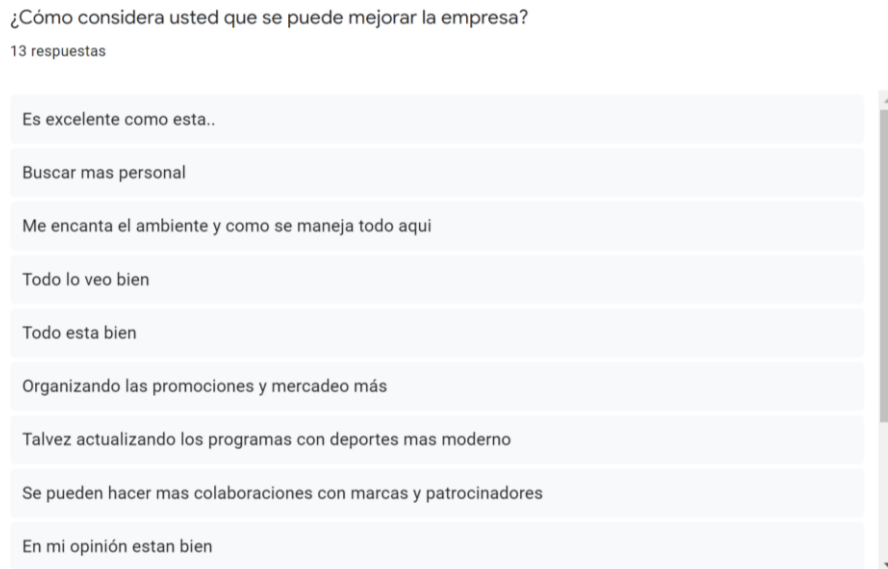 ¿Cómo considera usted que se puede mejorar la empresa?
13 respuestas
Es excelente como esta..
Buscar mas personal
Me encanta el ambiente y como se maneja todo aqui
Todo lo veo bien
Todo esta bien
Organizando las promociones y mercadeo más
Talvez actualizando los programas con deportes mas moderno
Se pueden hacer mas colaboraciones con marcas y patrocinadores
En mi opinión estan bien